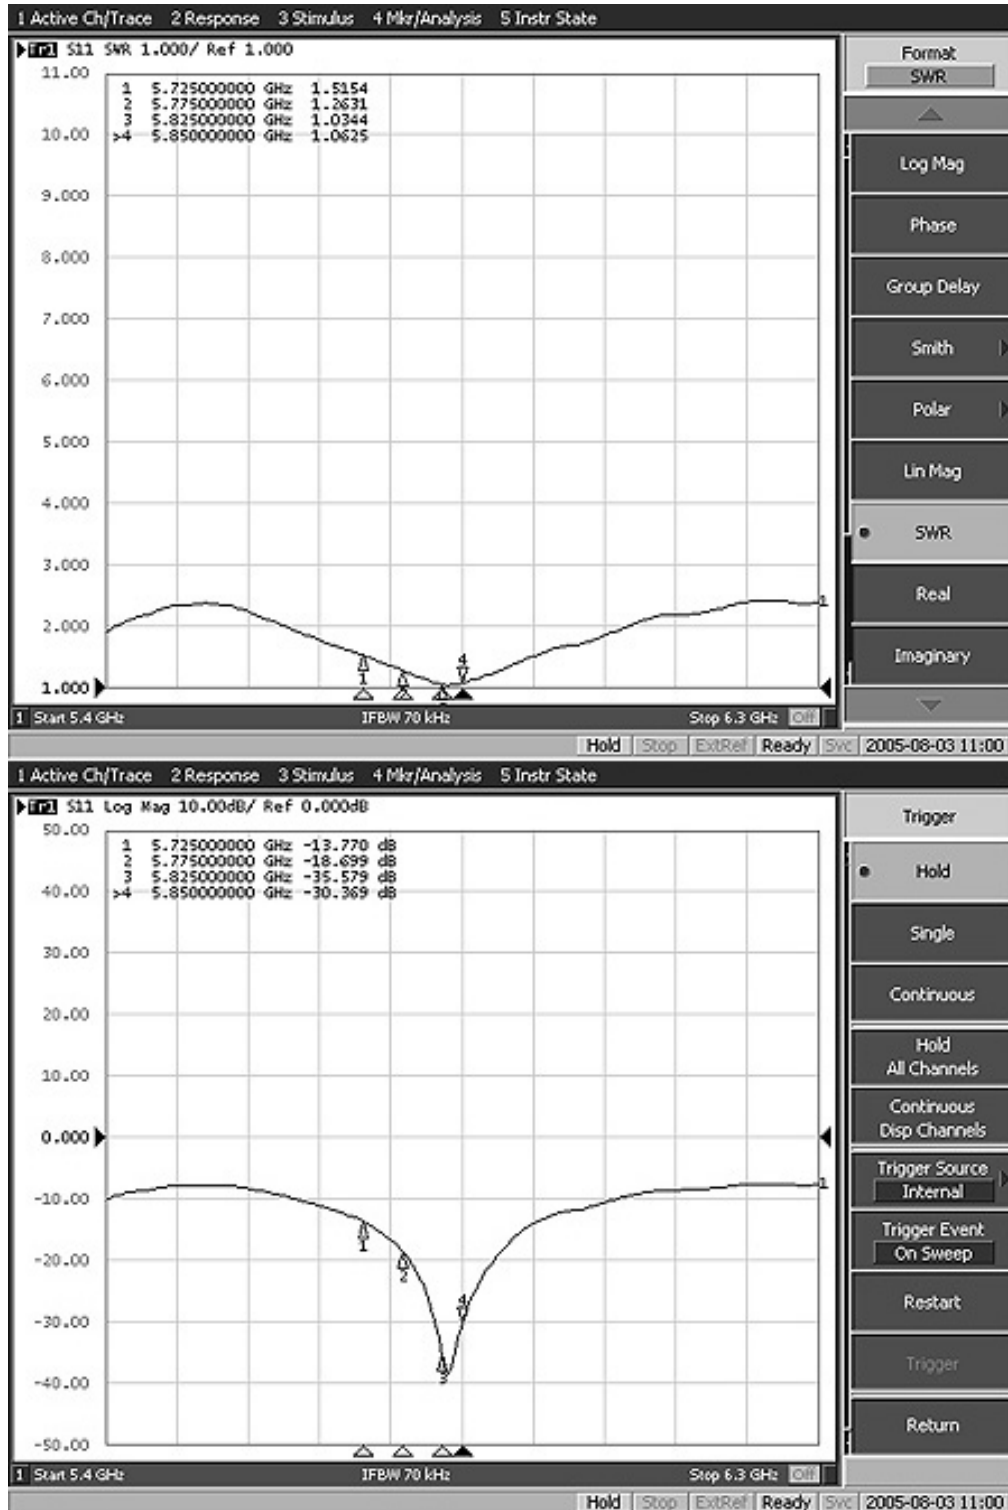 1 Active Ch/Trace 2 Response 3 Stimulus 4 Mkr/Analysis 5 Instr State
Tr1 S11 SWR 1.000/ Ref 1.000
11.00
10.00
9.000
8.000
7.000
6.000
5.000
4.000
3.000
2.000
1.000
1 5.725000000 GHz 1.5154
2 5.775000000 GHz 1.2631
3 5.825000000 GHz 1.0344
>4 5.850000000 GHz 1.0625
1
4
1
2
1 Start 5.4 GHz IFBW 70 kHz Stop 6.3 GHz Off
Hold Stop ExtRef Ready Svc 2005-08-03 11:00
Format
SWR
Log Mag
Phase
Group Delay
Smith
Polar
Lin Mag
SWR
Real
Imaginary
1 Active Ch/Trace 2 Response 3 Stimulus 4 Mkr/Analysis 5 Instr State
Tr1 S11 Log Mag 10.00dB/ Ref 0.000dB
50.00
40.00
30.00
20.00
10.00
0.000
-10.00
-20.00
-30.00
-40.00
-50.00
1 5.725000000 GHz -13.770 dB
2 5.775000000 GHz -18.699 dB
3 5.825000000 GHz -35.579 dB
>4 5.850000000 GHz -30.369 dB
1
1
2
4
3
1 Start 5.4 GHz IFBW 70 kHz Stop 6.3 GHz Off
Hold Stop ExtRef Ready Svc 2005-08-03 11:00
Trigger
Hold
Single
Continuous
Hold
All Channels
Continuous
Disp Channels
Trigger Source
Internal
Trigger Event
On Sweep
Restart
Trigger
Return